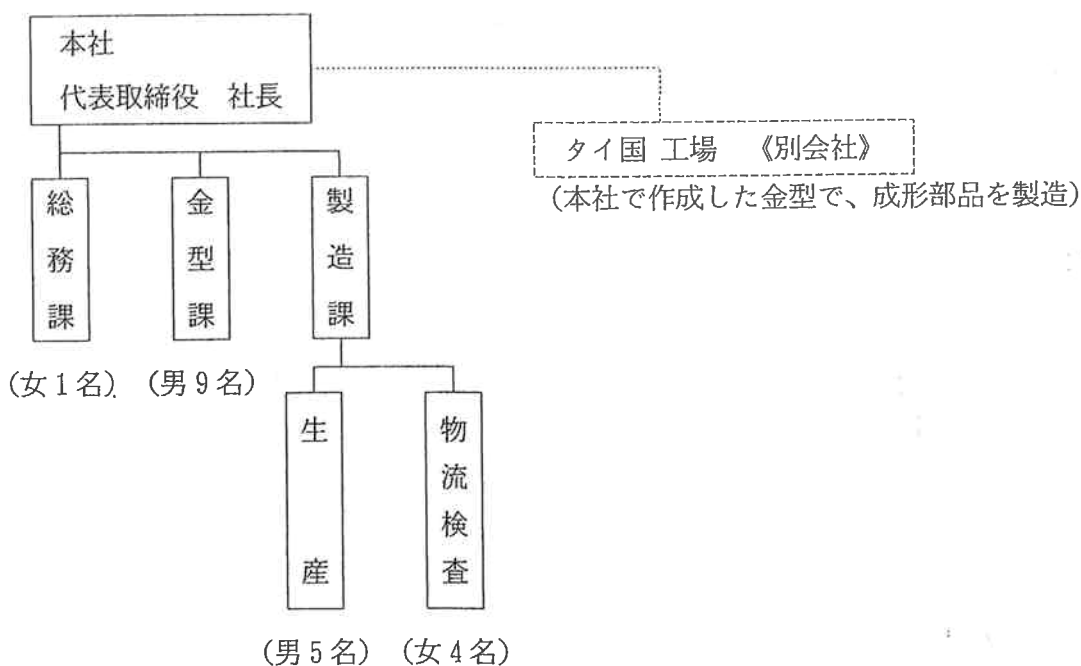 本社
代表取締役　社長
タイ国 工場　《別会社》
(本社で作成した金型で、成形部品を製造)
総務課
金型課
製造課
(女1名)
(男9名)
生産
物流検査
(男5名)
(女4名)